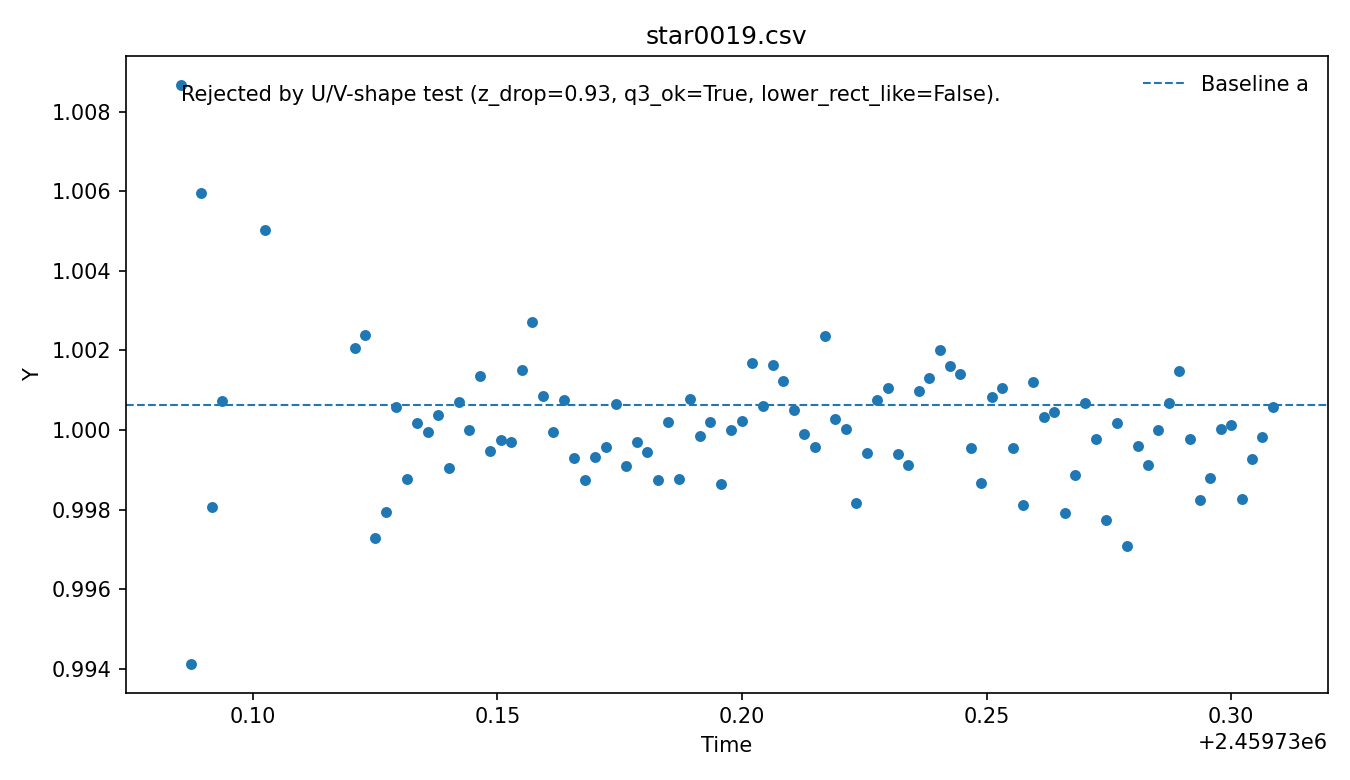 star0019.csv
Rejected by U/V-shape test (z_drop=0.93, q3_ok=True, lower_rect_like=False).
Baseline a
1.008
1.006
1.004
1.002
1.000
0.998
0.996
0.994
Y
0.10 0.15 0.20 0.25 0.30
Time
+2.45973e6